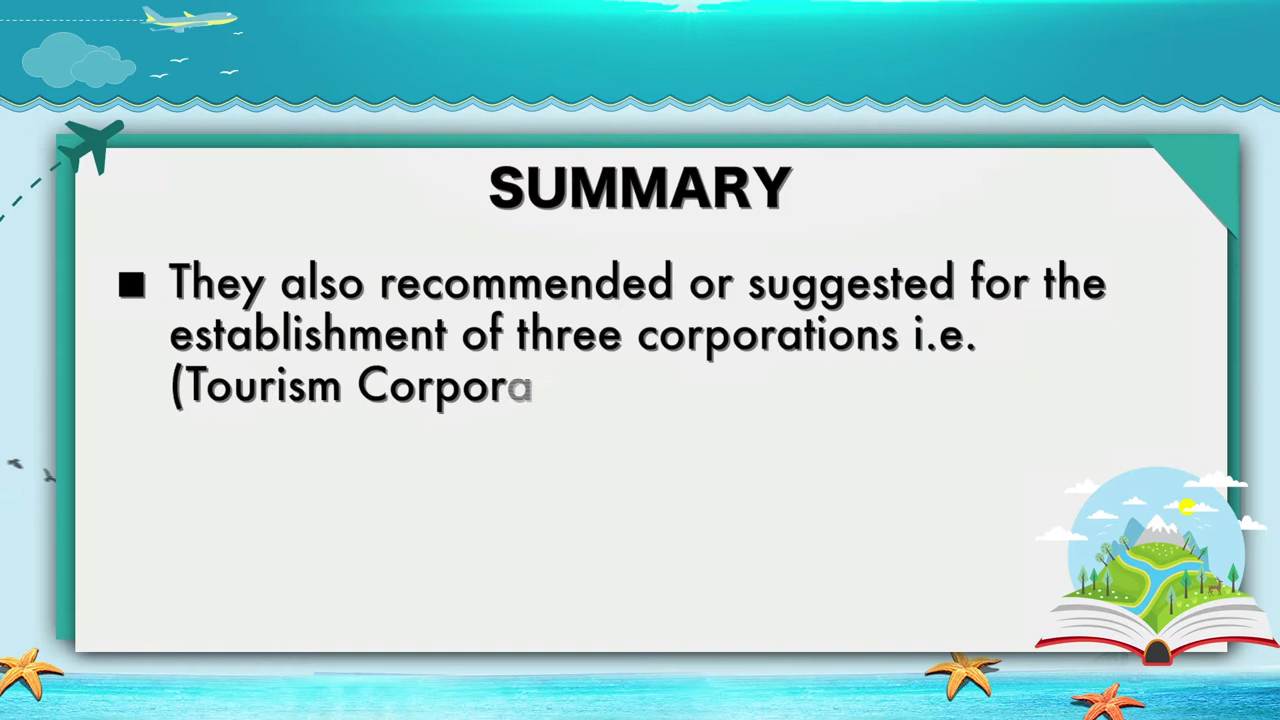 SUMMARY
■ They also recommended or suggested for the
establishment of three corporations i.e.
(Tourism Corpora